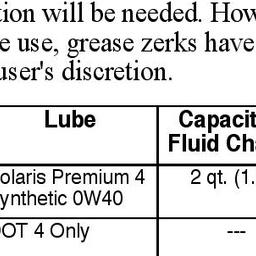 tion will be needed. How
e use, grease zerks have
user's discretion.
Lube
Capacit
Fluid Cha
olaris Premium 4
ynthetic 0W40
2 qt. (1.
OT 4 Only
---